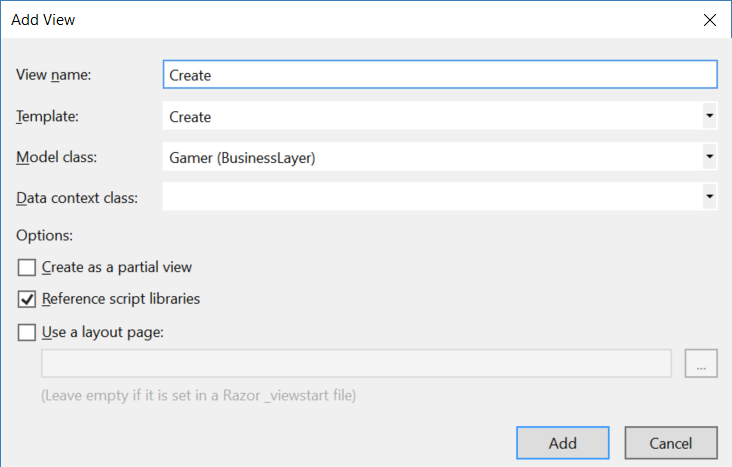 Add View
View name:
Create
Template:
Create
Model class:
Gamer (BusinessLayer)
Data context class:
Options:
Create as a partial view
Reference script libraries
Use a layout page:
...
(Leave empty if it is set in a Razor _viewstart file)
Add
Cancel